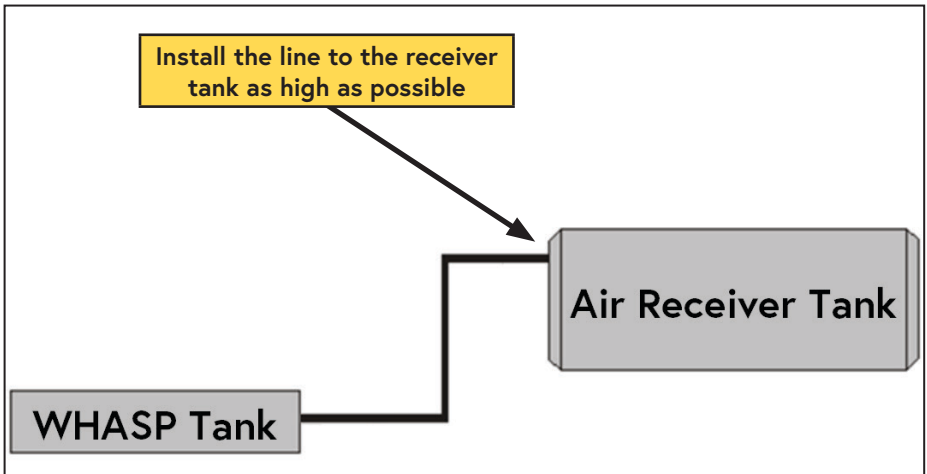 Install the line to the receiver
tank as high as possible
Air Receiver Tank
WHASP Tank